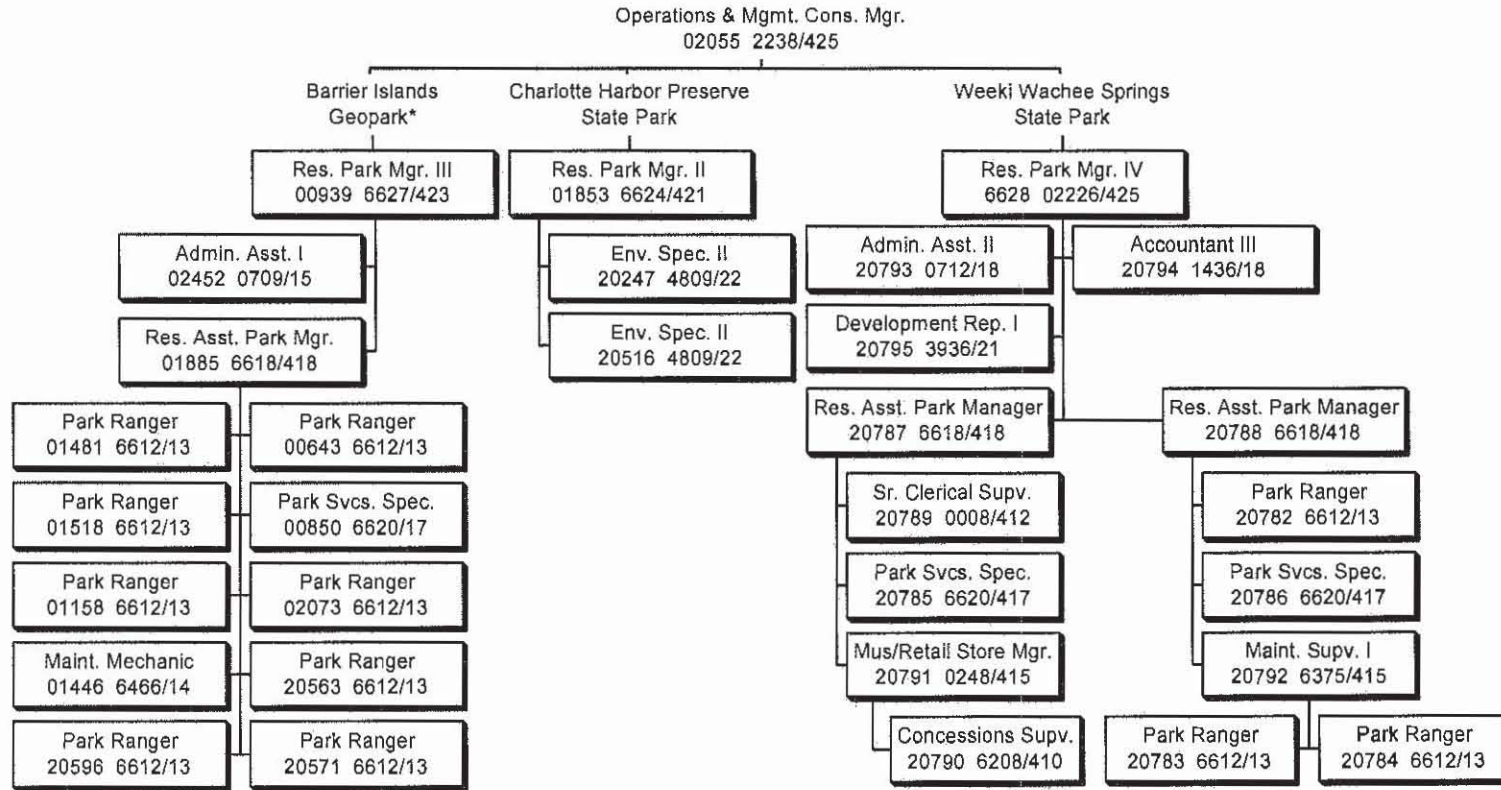 Operations & Mgmt. Cons. Mgr.
02055 2238/425
Barrier Islands
Geopark*
Res. Park Mgr. III
00939 6627/423
Admin. Asst. I
02452 0709/15
Res. Asst. Park Mgr.
01885 6618/418
Park Ranger
01481 6612/13
Park Ranger
00643 6612/13
Park Ranger
01518 6612/13
Park Svcs. Spec.
00850 6620/17
Park Ranger
01158 6612/13
Park Ranger
02073 6612/13
Maint. Mechanic
01446 6466/14
Park Ranger
20563 6612/13
Park Ranger
20596 6612/13
Park Ranger
20571 6612/13
Charlotte Harbor Preserve
State Park
Res. Park Mgr. II
01853 6624/421
Env. Spec. II
20247 4809/22
Env. Spec. II
20516 4809/22
Weeki Wachee Springs
State Park
Res. Park Mgr. IV
6628 02226/425
Admin. Asst. II
20793 0712/18
Accountant III
20794 1436/18
Development Rep. I
20795 3936/21
Res. Asst. Park Manager
20787 6618/418
Sr. Clerical Supv.
20789 0008/412
Park Svcs. Spec.
20785 6620/417
Mus/Retail Store Mgr.
20791 0248/415
Concessions Supv.
20790 6208/410
Res. Asst. Park Manager
20788 6618/418
Park Ranger
20782 6612/13
Park Svcs. Spec.
20786 6620/417
Maint. Supv. I
20792 6375/415
Park Ranger
20783 6612/13
Park Ranger
20784 6612/13